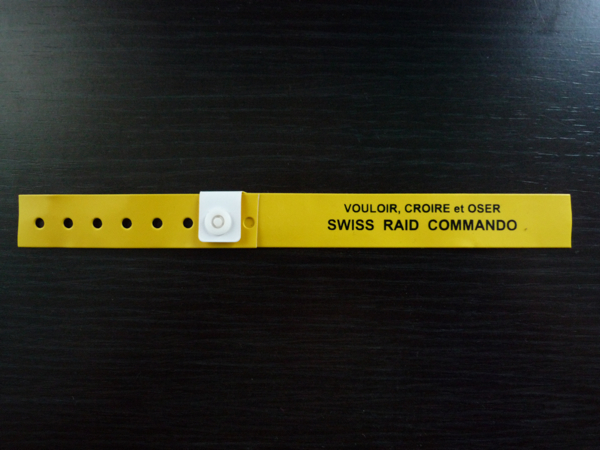 VOULOIR, CROIRE et OSER
SWISS RAID COMMANDO